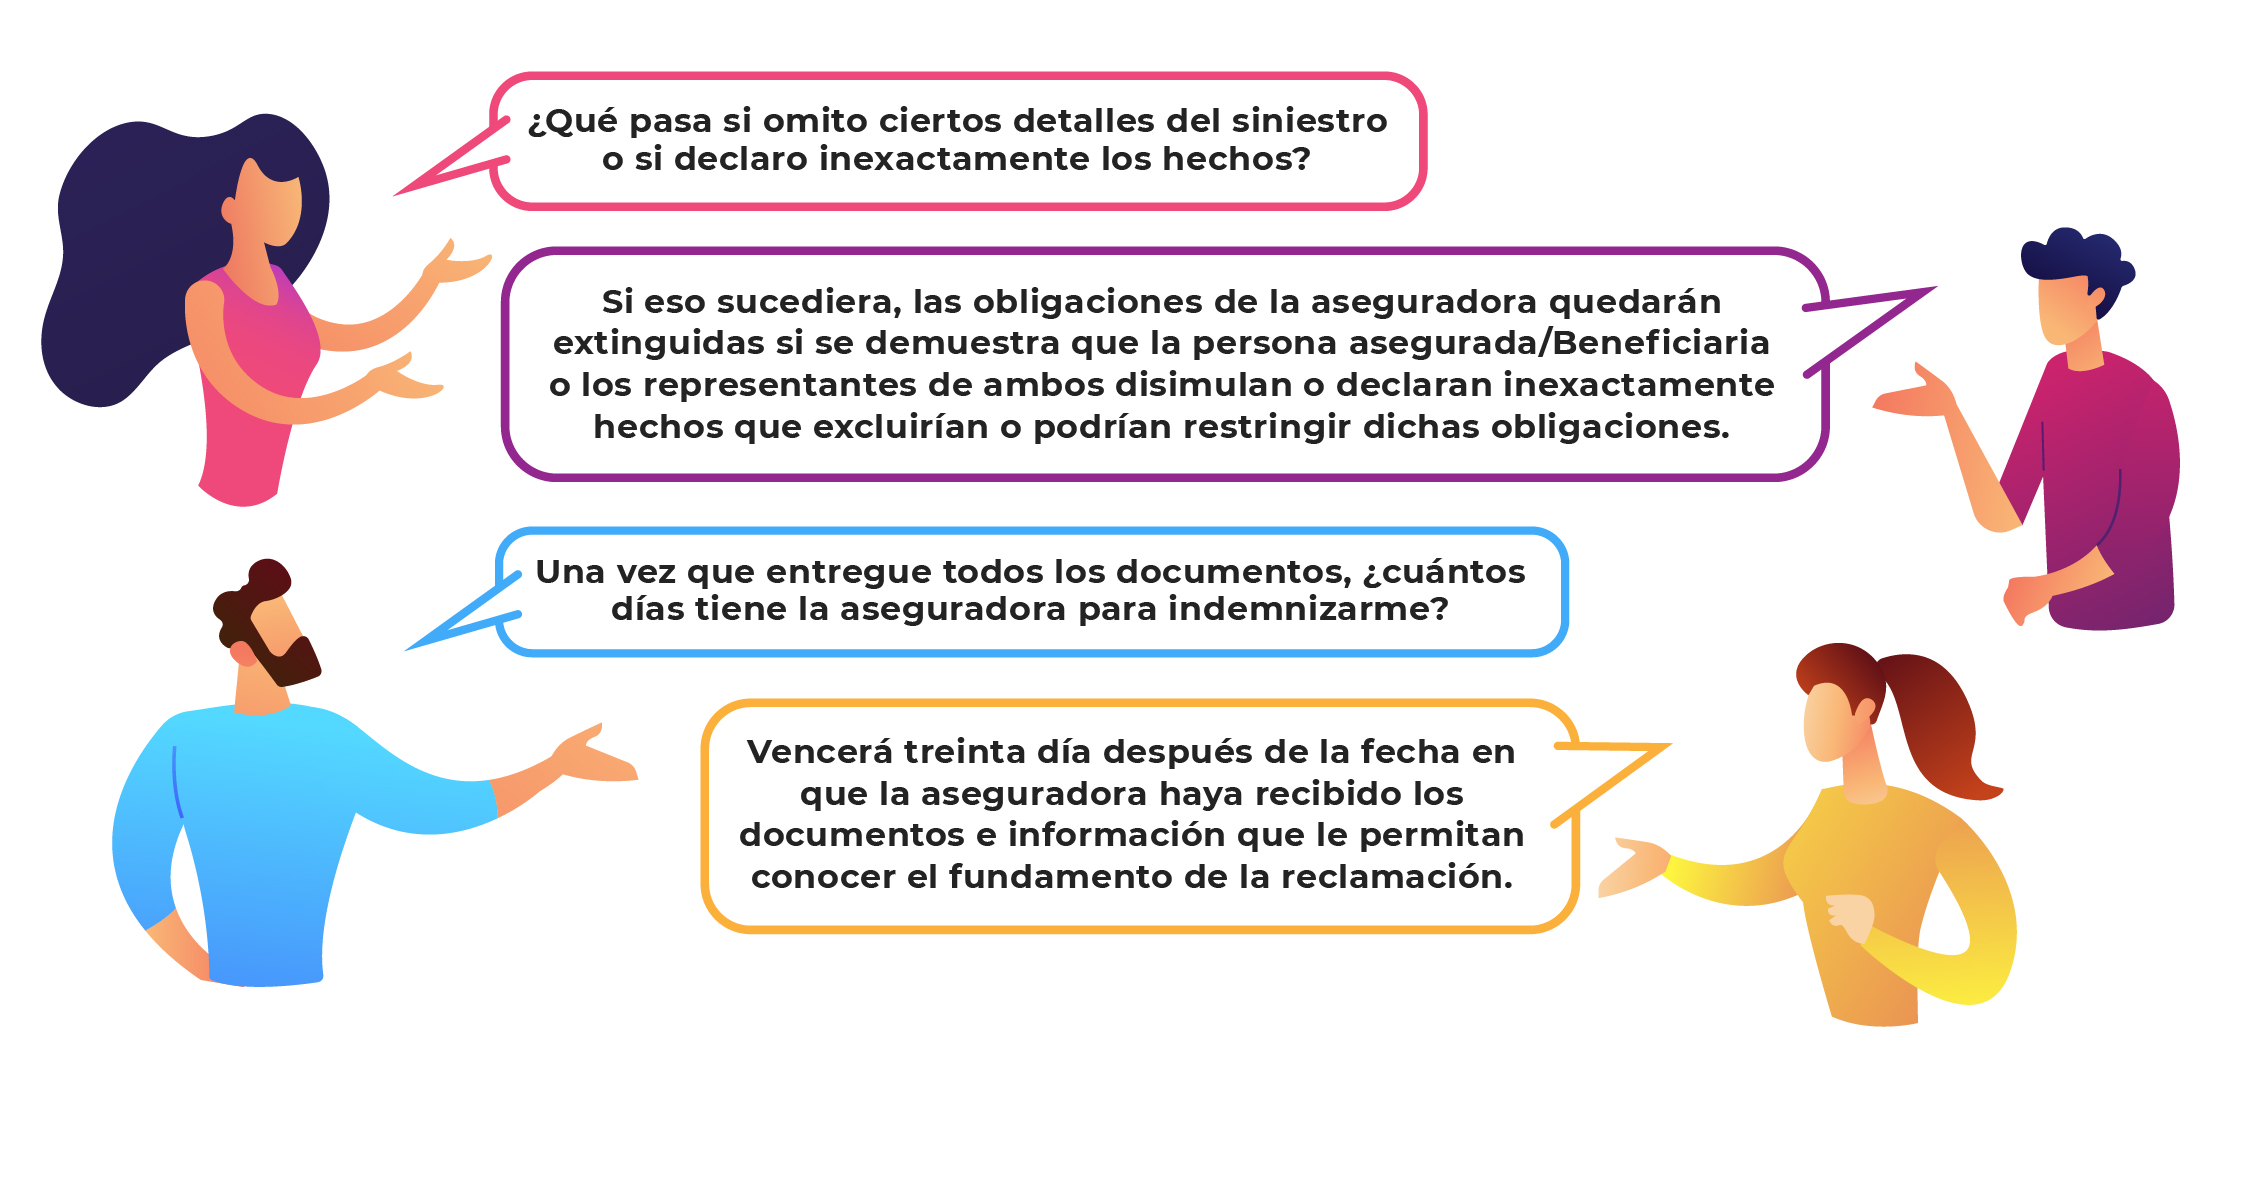 ¿Qué pasa si omito ciertos detalles del siniestro
o si declaro inexactamente los hechos?
Si eso sucediera, las obligaciones de la aseguradora quedarán
extinguidas si se demuestra que la persona asegurada/Beneficiaria
o los representantes de ambos disimulan o declaran inexactamente
hechos que excluirían o podrían restringir dichas obligaciones.
Una vez que entregue todos los documentos, ¿cuántos
días tiene la aseguradora para indemnizarme?
Vencerá treinta día después de la fecha en
que la aseguradora haya recibido los
documentos e información que le permitan
conocer el fundamento de la reclamación.